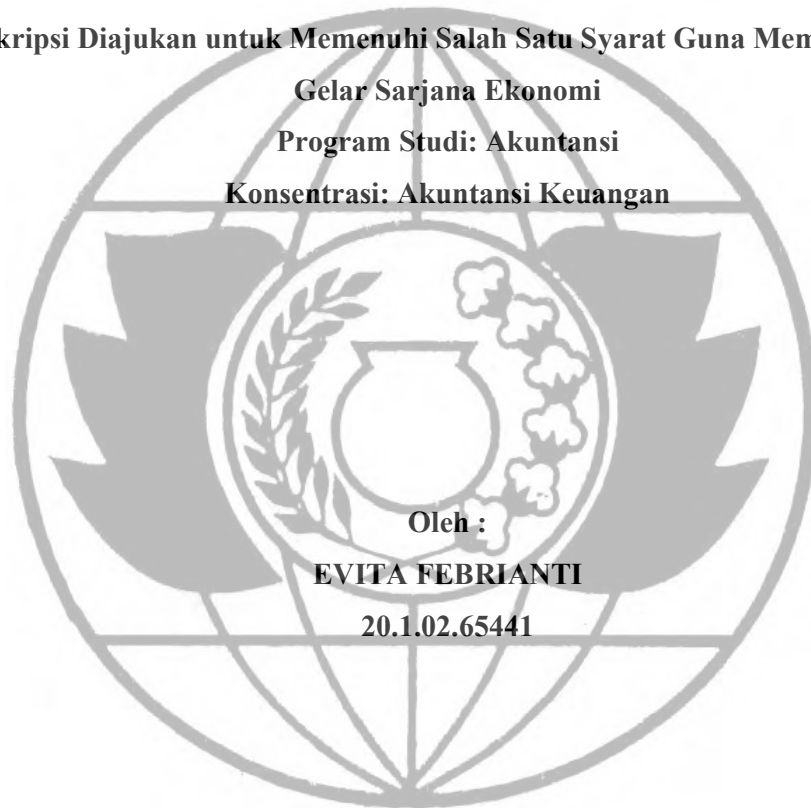 kripsi Diajukan untuk Memenuhi Salah Satu Syarat Guna Mem
Gelar Sarjana Ekonomi
Program Studi: Akuntansi
Konsentrasi: Akuntansi Keuangan
Oleh :
EVITA FEBRIANTI
20.1.02.65441